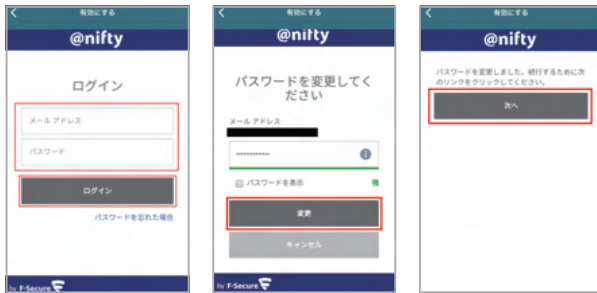 有効にする
@nifty
ログイン
メール アドレス
パスワード
ログイン
パスワードを忘れた場合
by F-Secure
有効にする
@nifty
パスワードを変更してく
ださい
メール アドレス
パスワードを表示
強
変更
キャンセル
by F-Secure
有効にする
@nifty
パスワードを変更しました。続行するために次
のリンクをクリックしてください。
次へ